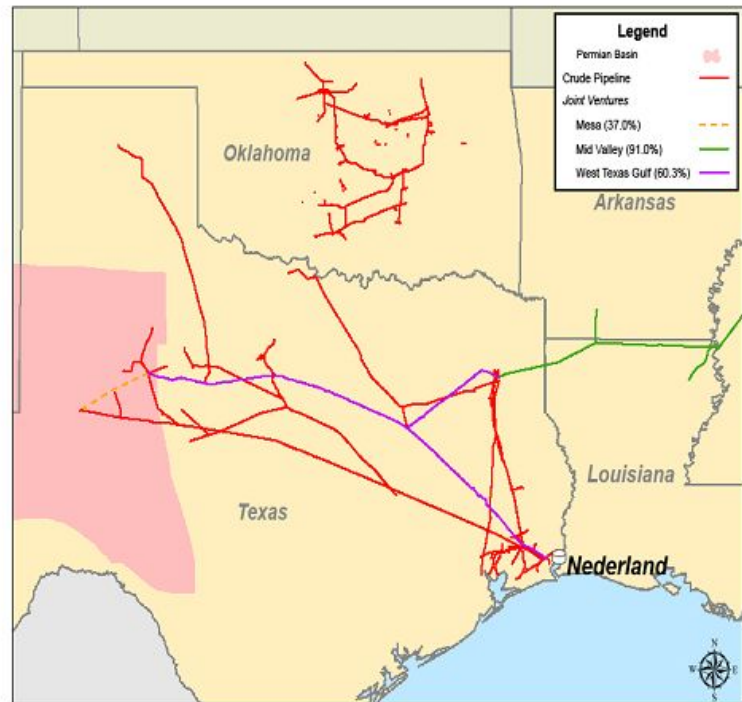 Legend
Permian Basin
Crude Pipeline
Joint Ventures
Mesa (37.0%)
Mid Valley (91.0%)
West Texas Gulf (60.3%)
Oklahoma
Arkansas
Louisiana
Texas
Nederland
N
W E
S